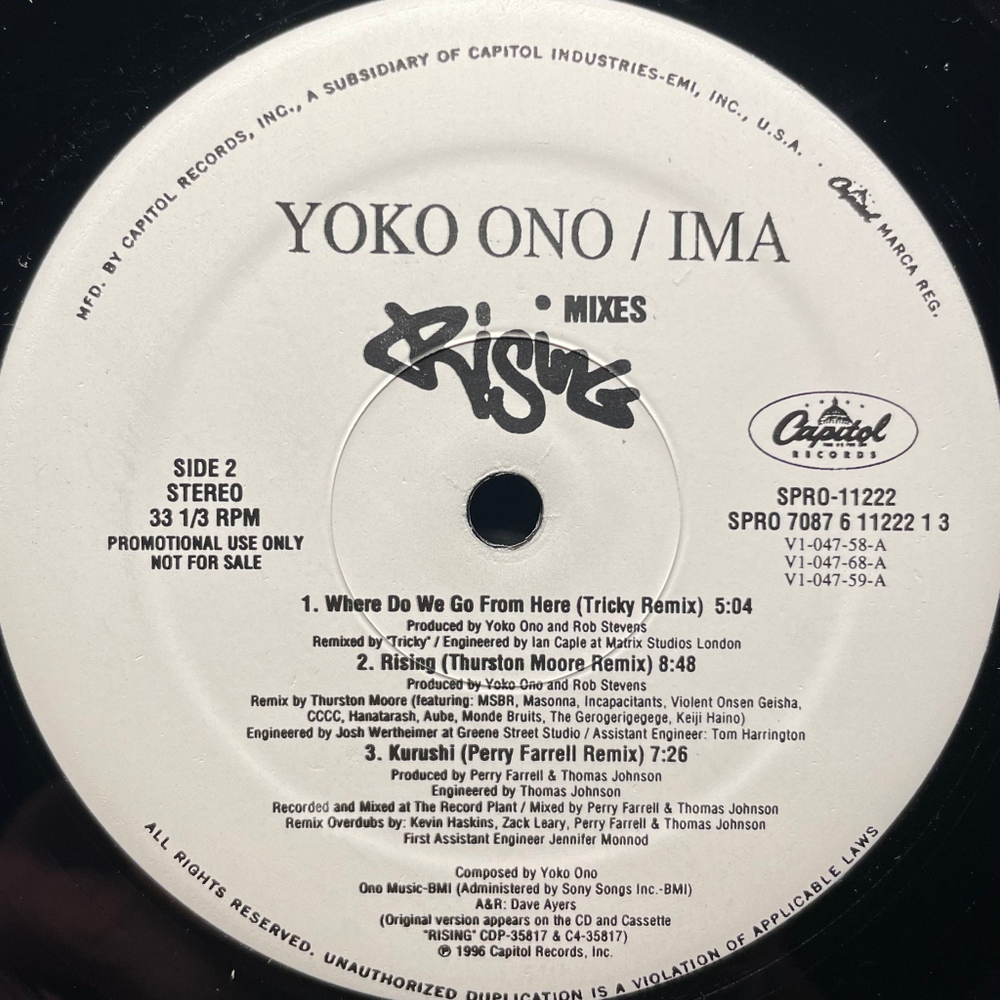 MFD. BY CAPITOL RECORDS, INC., A SUBSIDIARY OF CAPITOL INDUSTRIES-EMI, INC., U.S.A. · Capitol MARCA REG.
YOKO ONO / IMA
MIXES
Rising
Capitol
RECORDS
SIDE 2
STEREO
33 1/3 RPM
PROMOTIONAL USE ONLY
NOT FOR SALE
SPRO-11222
SPRO 7087 6 11222 1 3
V1-047-58-A
V1-047-68-A
V1-047-59-A
1. Where Do We Go From Here (Tricky Remix) 5:04
Produced by Yoko Ono and Rob Stevens
Remixed by "Tricky" / Engineered by Ian Caple at Matrix Studios London
2. Rising (Thurston Moore Remix) 8:48
Produced by Yoko Ono and Rob Stevens
Remix by Thurston Moore (featuring: MSBR, Masonna, Incapacitants, Violent Onsen Geisha,
CCCC, Hanatarash, Aube, Monde Bruits, The Gerogerigegege, Keiji Haino)
Engineered by Josh Wertheimer at Greene Street Studio / Assistant Engineer: Tom Harrington
3. Kurushi (Perry Farrell Remix) 7:26
Produced by Perry Farrell & Thomas Johnson
Engineered by Thomas Johnson
Recorded and Mixed at The Record Plant / Mixed by Perry Farrell & Thomas Johnson
Remix Overdubs by: Kevin Haskins, Zack Leary, Perry Farrell & Thomas Johnson
First Assistant Engineer Jennifer Monnod
Composed by Yoko Ono
Ono Music-BMI (Administered by Sony Songs Inc.-BMI)
A&R: Dave Ayers
(Original version appears on the CD and Cassette
"RISING" CDP-35817 & C4-35817)
℗ 1996 Capitol Records, Inc.
ALL RIGHTS RESERVED. UNAUTHORIZED DUPLICATION IS A VIOLATION OF APPLICABLE LAWS